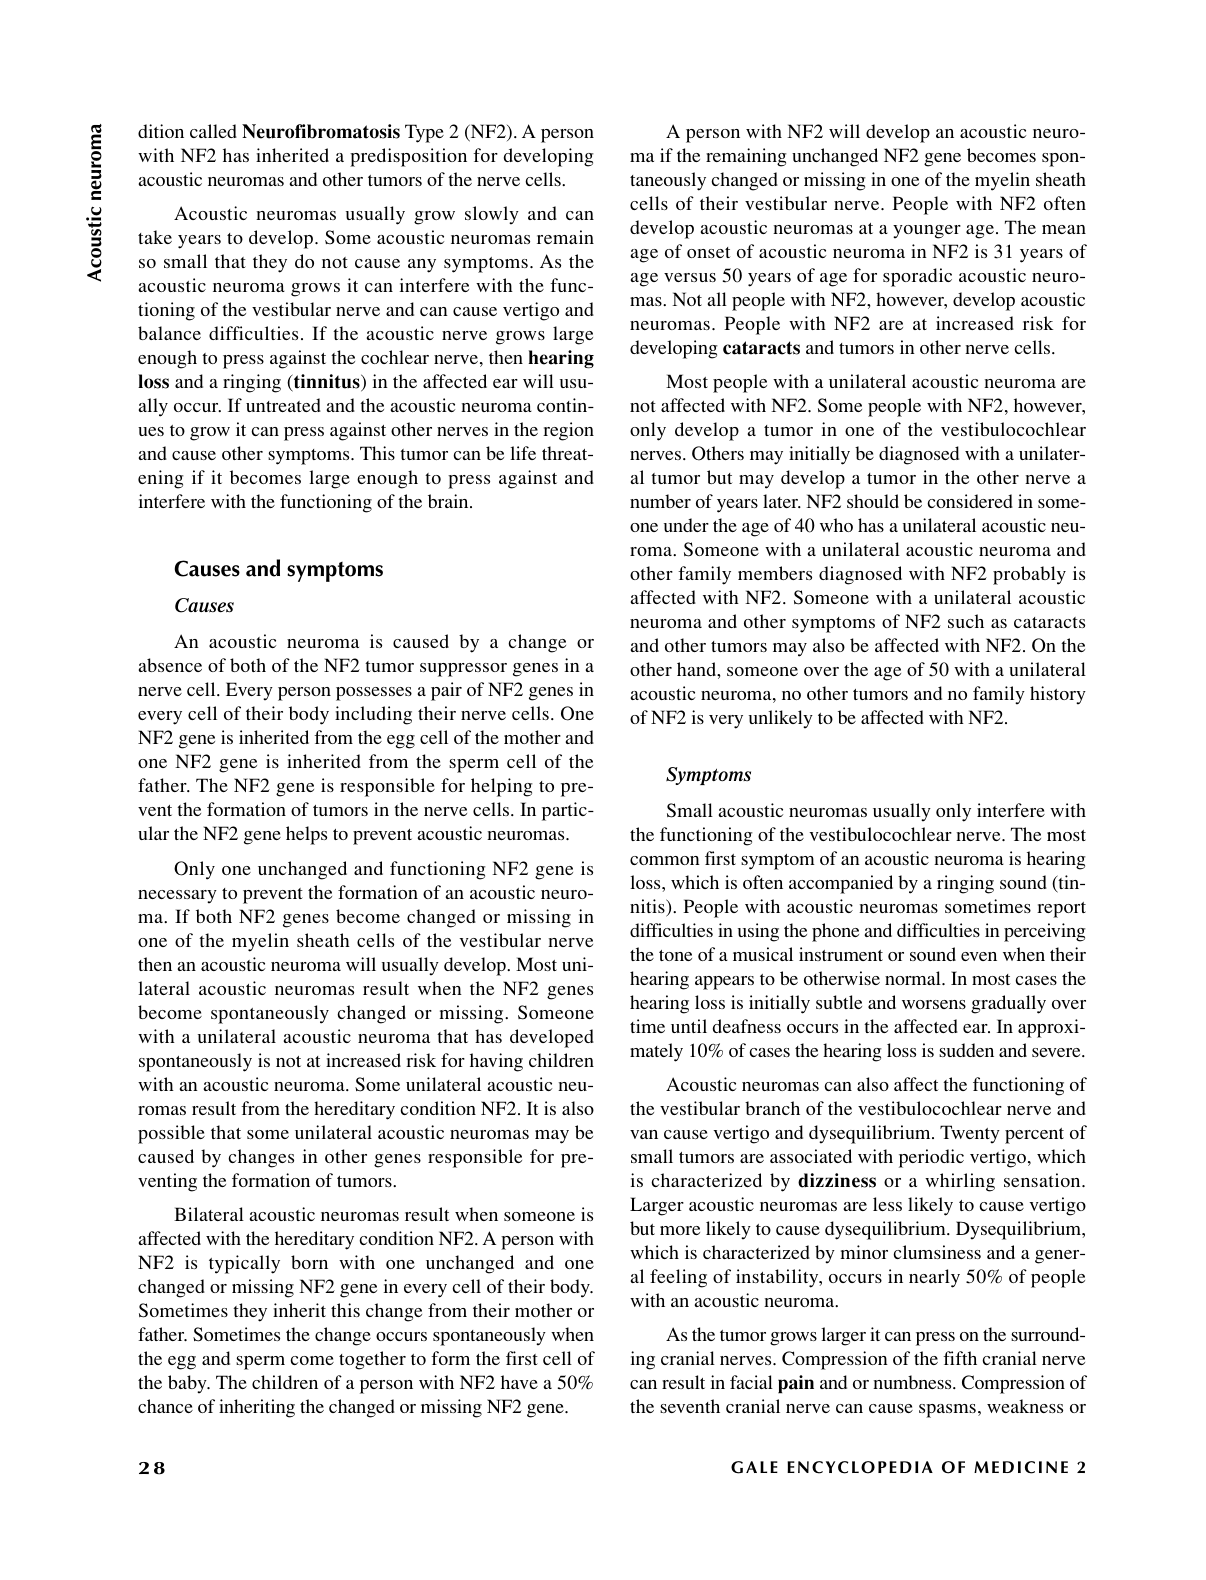 Acoustic neuroma
dition called Neurofibromatosis Type 2 (NF2). A person
with NF2 has inherited a predisposition for developing
acoustic neuromas and other tumors of the nerve cells.
Acoustic neuromas usually grow slowly and can
take years to develop. Some acoustic neuromas remain
so small that they do not cause any symptoms. As the
acoustic neuroma grows it can interfere with the func-
tioning of the vestibular nerve and can cause vertigo and
balance difficulties. If the acoustic nerve grows large
enough to press against the cochlear nerve, then hearing
loss and a ringing (tinnitus) in the affected ear will usu-
ally occur. If untreated and the acoustic neuroma contin-
ues to grow it can press against other nerves in the region
and cause other symptoms. This tumor can be life threat-
ening if it becomes large enough to press against and
interfere with the functioning of the brain.
Causes and symptoms
Causes
An acoustic neuroma is caused by a change or
absence of both of the NF2 tumor suppressor genes in a
nerve cell. Every person possesses a pair of NF2 genes in
every cell of their body including their nerve cells. One
NF2 gene is inherited from the egg cell of the mother and
one NF2 gene is inherited from the sperm cell of the
father. The NF2 gene is responsible for helping to pre-
vent the formation of tumors in the nerve cells. In partic-
ular the NF2 gene helps to prevent acoustic neuromas.
Only one unchanged and functioning NF2 gene is
necessary to prevent the formation of an acoustic neuro-
ma. If both NF2 genes become changed or missing in
one of the myelin sheath cells of the vestibular nerve
then an acoustic neuroma will usually develop. Most uni-
lateral acoustic neuromas result when the NF2 genes
become spontaneously changed or missing. Someone
with a unilateral acoustic neuroma that has developed
spontaneously is not at increased risk for having children
with an acoustic neuroma. Some unilateral acoustic neu-
romas result from the hereditary condition NF2. It is also
possible that some unilateral acoustic neuromas may be
caused by changes in other genes responsible for pre-
venting the formation of tumors.
Bilateral acoustic neuromas result when someone is
affected with the hereditary condition NF2. A person with
NF2 is typically born with one unchanged and one
changed or missing NF2 gene in every cell of their body.
Sometimes they inherit this change from their mother or
father. Sometimes the change occurs spontaneously when
the egg and sperm come together to form the first cell of
the baby. The children of a person with NF2 have a 50%
chance of inheriting the changed or missing NF2 gene.
A person with NF2 will develop an acoustic neuro-
ma if the remaining unchanged NF2 gene becomes spon-
taneously changed or missing in one of the myelin sheath
cells of their vestibular nerve. People with NF2 often
develop acoustic neuromas at a younger age. The mean
age of onset of acoustic neuroma in NF2 is 31 years of
age versus 50 years of age for sporadic acoustic neuro-
mas. Not all people with NF2, however, develop acoustic
neuromas. People with NF2 are at increased risk for
developing cataracts and tumors in other nerve cells.
Most people with a unilateral acoustic neuroma are
not affected with NF2. Some people with NF2, however,
only develop a tumor in one of the vestibulocochlear
nerves. Others may initially be diagnosed with a unilater-
al tumor but may develop a tumor in the other nerve a
number of years later. NF2 should be considered in some-
one under the age of 40 who has a unilateral acoustic neu-
roma. Someone with a unilateral acoustic neuroma and
other family members diagnosed with NF2 probably is
affected with NF2. Someone with a unilateral acoustic
neuroma and other symptoms of NF2 such as cataracts
and other tumors may also be affected with NF2. On the
other hand, someone over the age of 50 with a unilateral
acoustic neuroma, no other tumors and no family history
of NF2 is very unlikely to be affected with NF2.
Symptoms
Small acoustic neuromas usually only interfere with
the functioning of the vestibulocochlear nerve. The most
common first symptom of an acoustic neuroma is hearing
loss, which is often accompanied by a ringing sound (tin-
nitis). People with acoustic neuromas sometimes report
difficulties in using the phone and difficulties in perceiving
the tone of a musical instrument or sound even when their
hearing appears to be otherwise normal. In most cases the
hearing loss is initially subtle and worsens gradually over
time until deafness occurs in the affected ear. In approxi-
mately 10% of cases the hearing loss is sudden and severe.
Acoustic neuromas can also affect the functioning of
the vestibular branch of the vestibulocochlear nerve and
van cause vertigo and dysequilibrium. Twenty percent of
small tumors are associated with periodic vertigo, which
is characterized by dizziness or a whirling sensation.
Larger acoustic neuromas are less likely to cause vertigo
but more likely to cause dysequilibrium. Dysequilibrium,
which is characterized by minor clumsiness and a gener-
al feeling of instability, occurs in nearly 50% of people
with an acoustic neuroma.
As the tumor grows larger it can press on the surround-
ing cranial nerves. Compression of the fifth cranial nerve
can result in facial pain and or numbness. Compression of
the seventh cranial nerve can cause spasms, weakness or
28
GALE ENCYCLOPEDIA OF MEDICINE 2